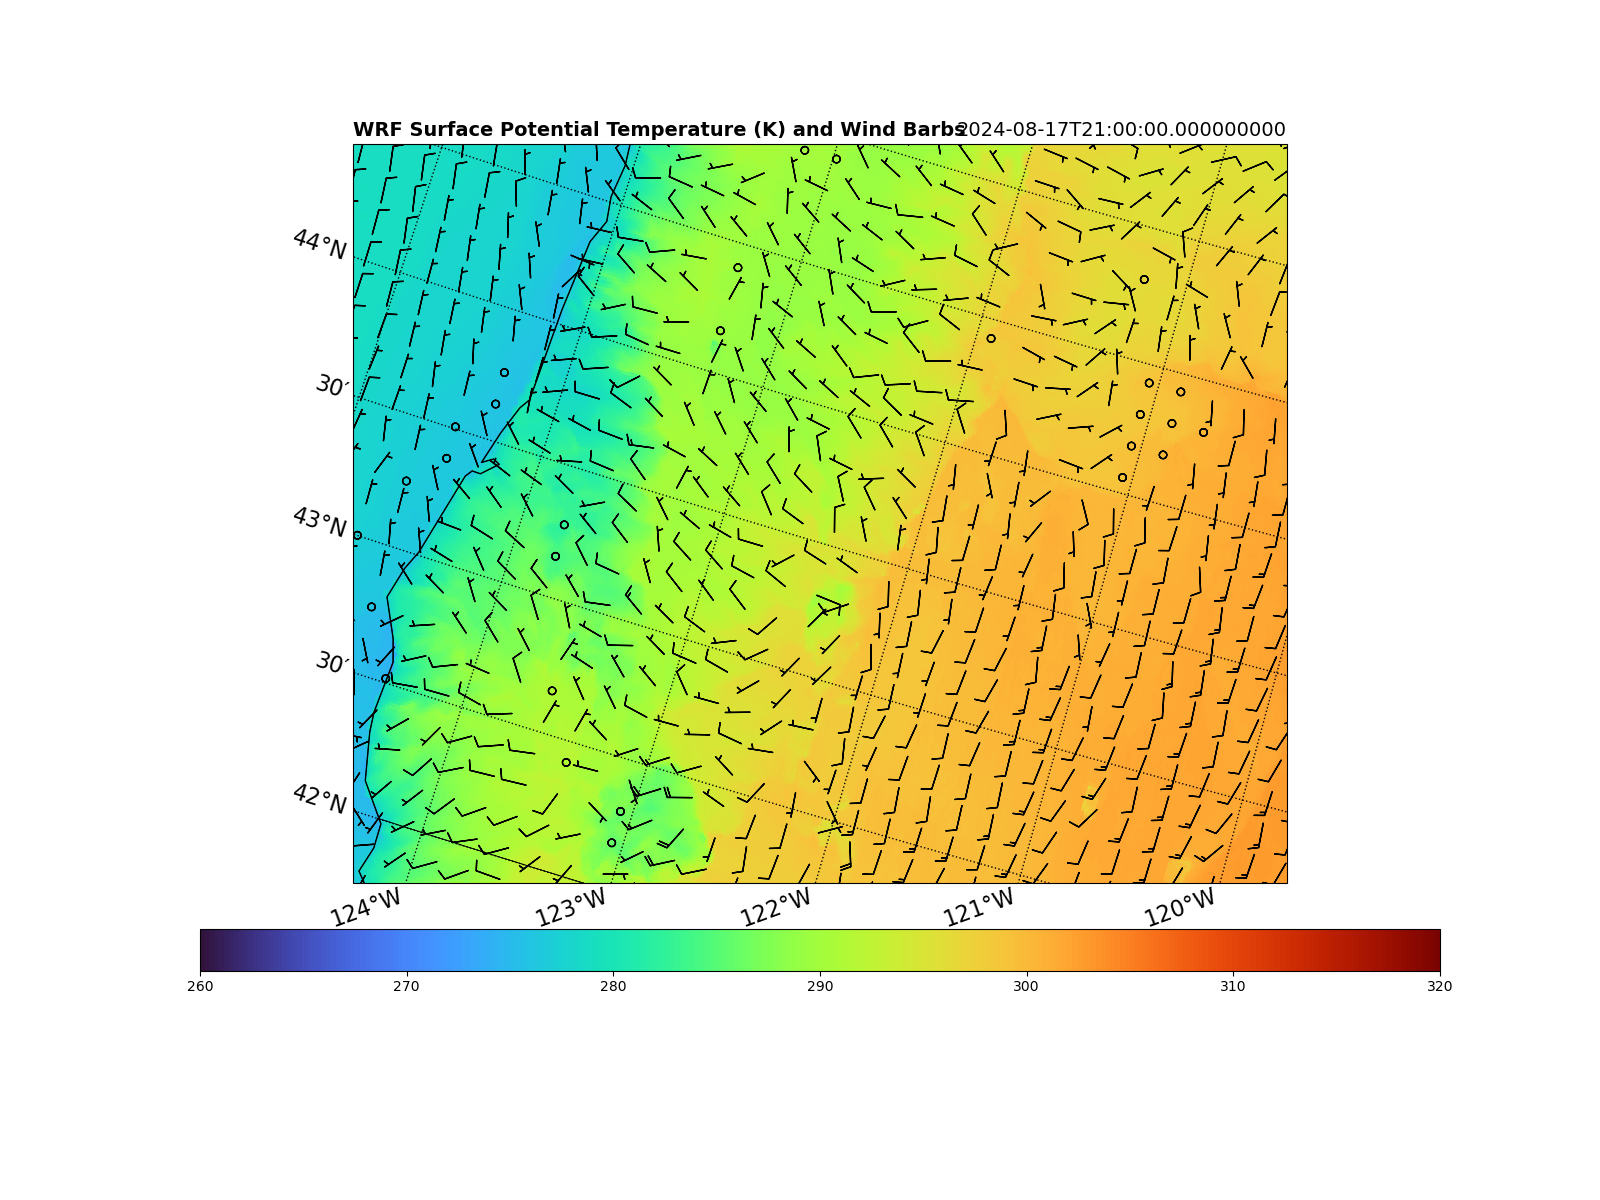 WRF Surface Potential Temperature (K) and Wind Barbs 2024-08-17T21:00:00.000000000
44°N
30′
43°N
30′
42°N
124°W 123°W 122°W 121°W 120°W
260 270 280 290 300 310 320